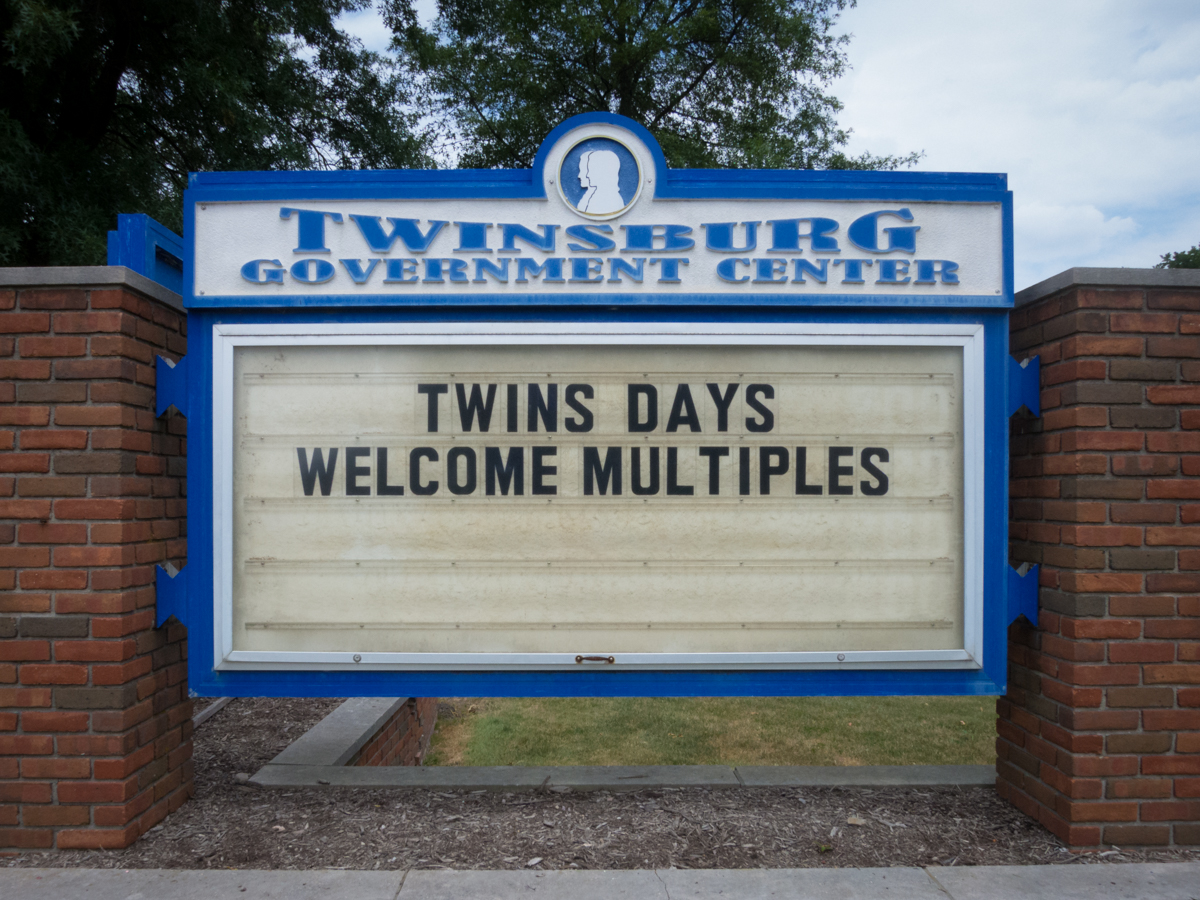 TWINSBURG
GOVERNMENT CENTER
TWINS DAYS
WELCOME MULTIPLES